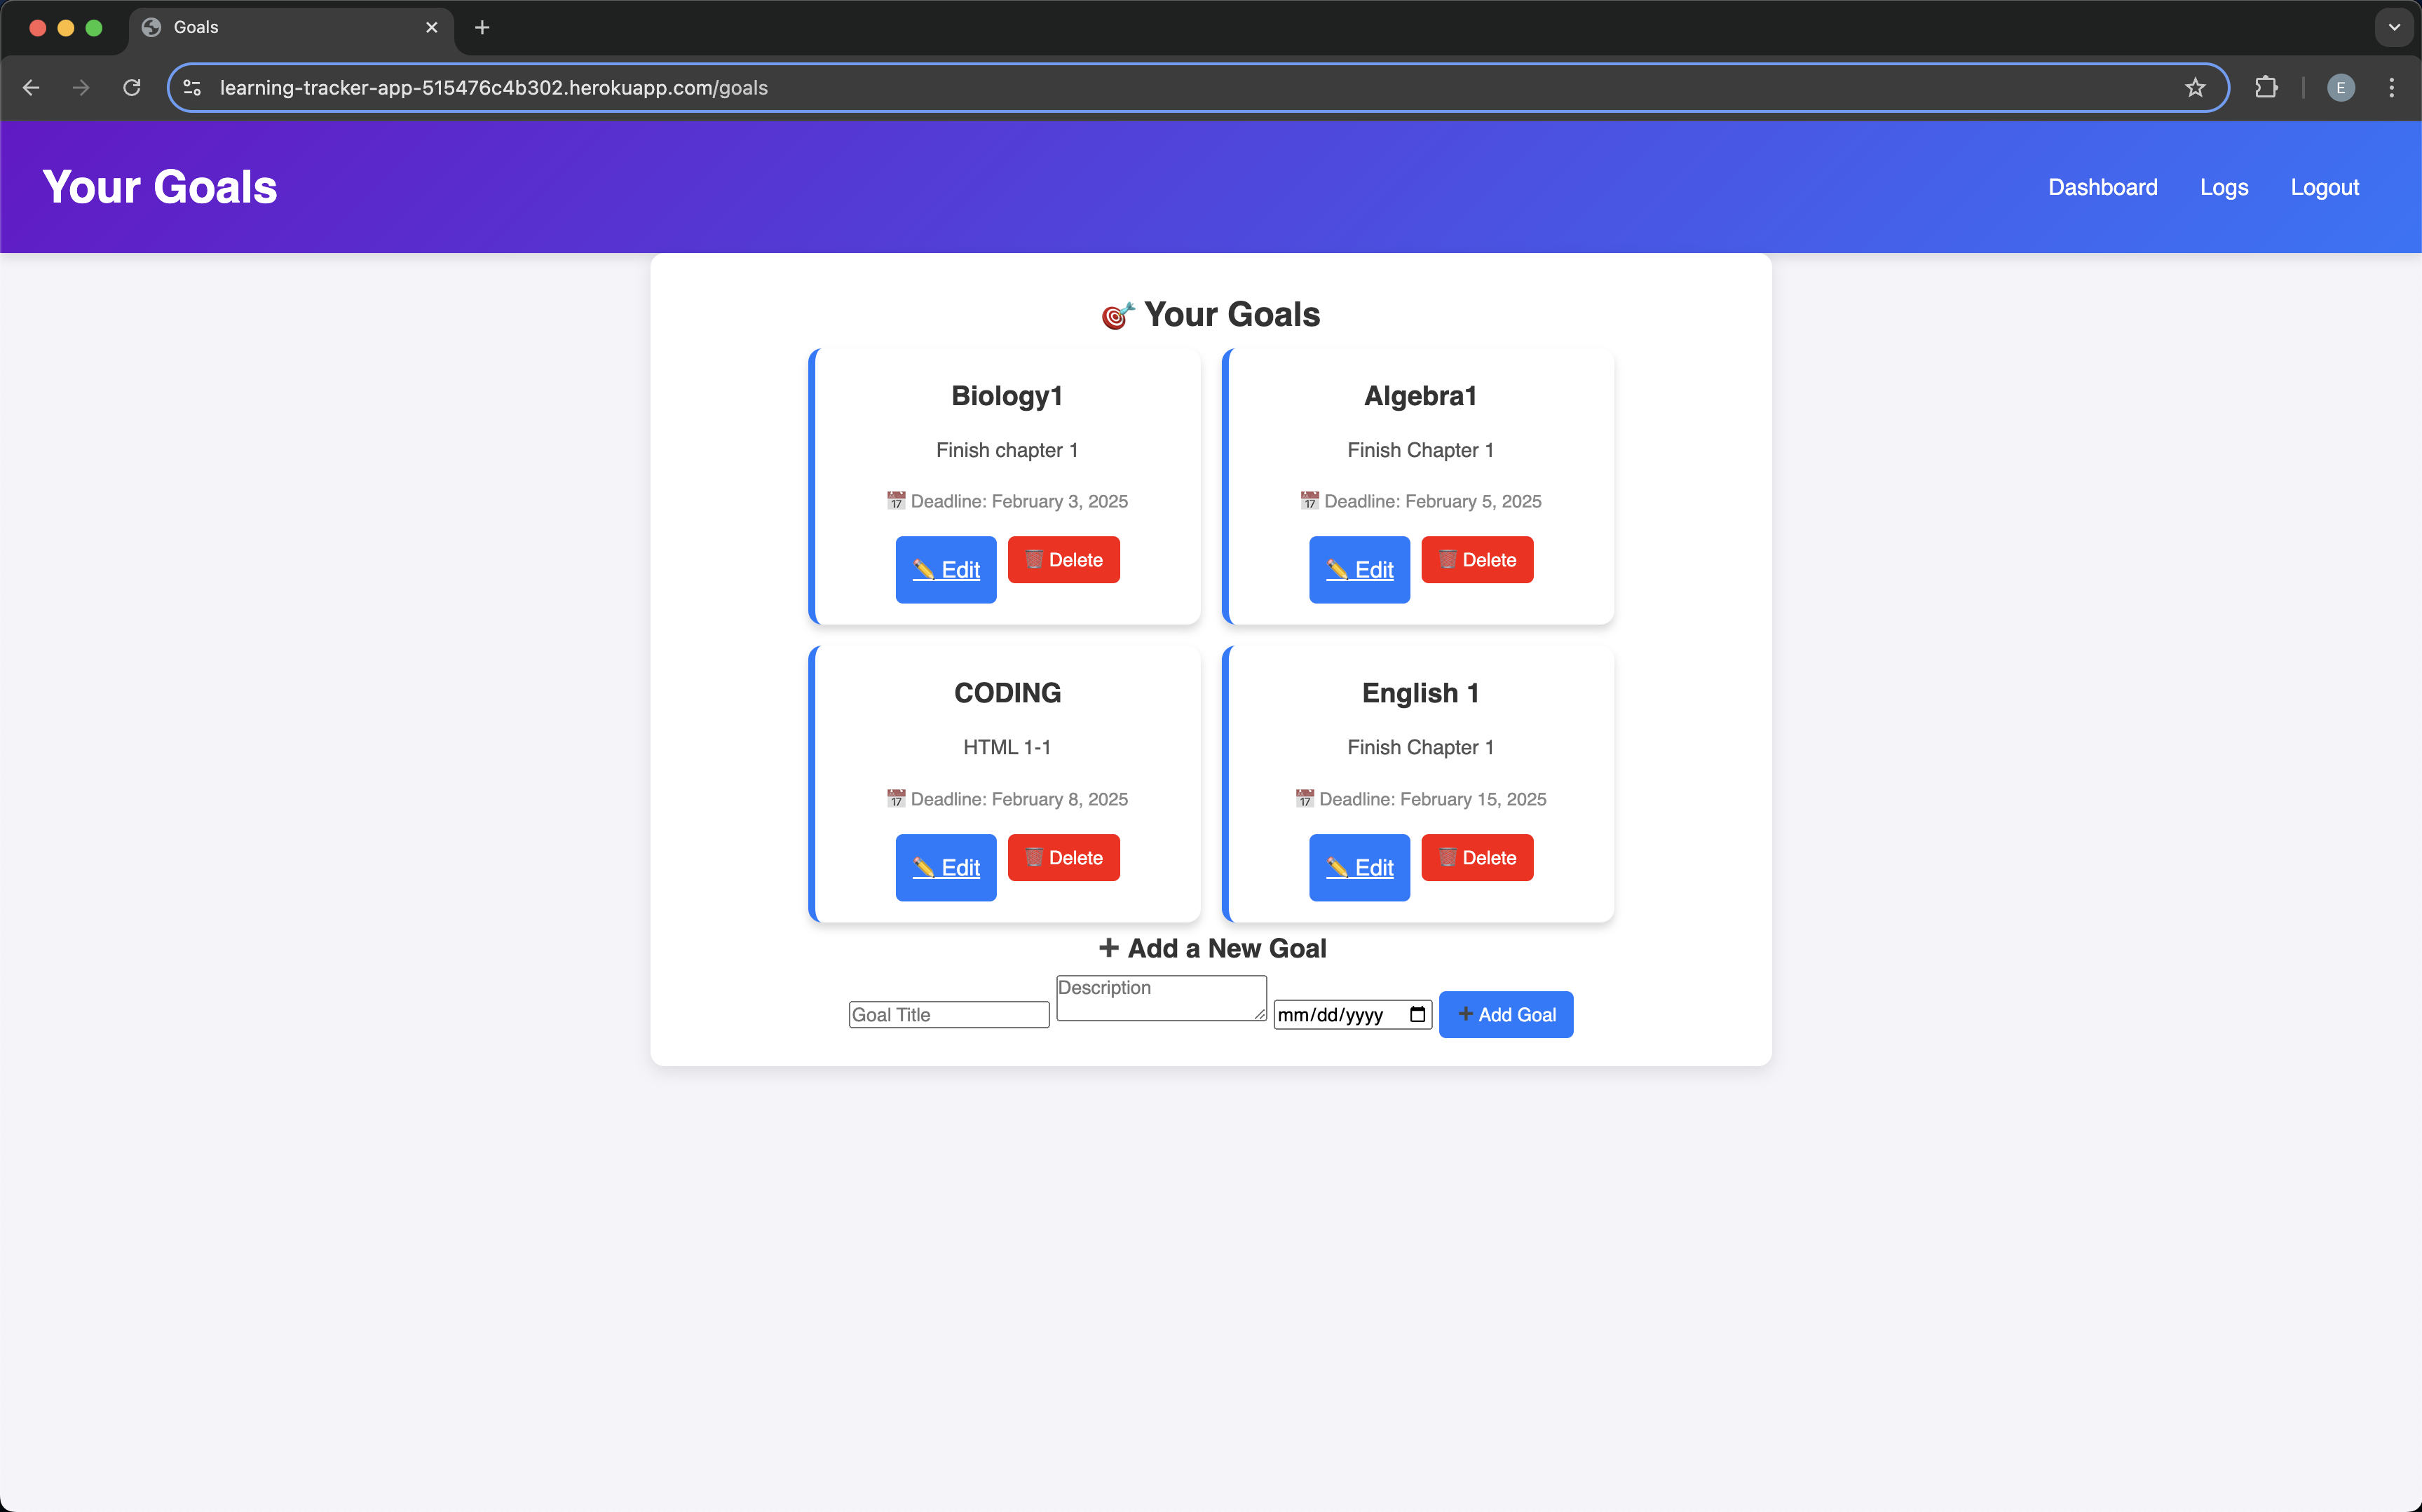 Goals
learning-tracker-app-515476c4b302.herokuapp.com/goals
E
Your Goals
Dashboard
Logs
Logout
🎯 Your Goals
Biology1
Finish chapter 1
📅 Deadline: February 3, 2025
✏️ Edit
🗑️ Delete
Algebra1
Finish Chapter 1
📅 Deadline: February 5, 2025
✏️ Edit
🗑️ Delete
CODING
HTML 1-1
📅 Deadline: February 8, 2025
✏️ Edit
🗑️ Delete
English 1
Finish Chapter 1
📅 Deadline: February 15, 2025
✏️ Edit
🗑️ Delete
➕ Add a New Goal
Goal Title
Description
mm/dd/yyyy
➕ Add Goal